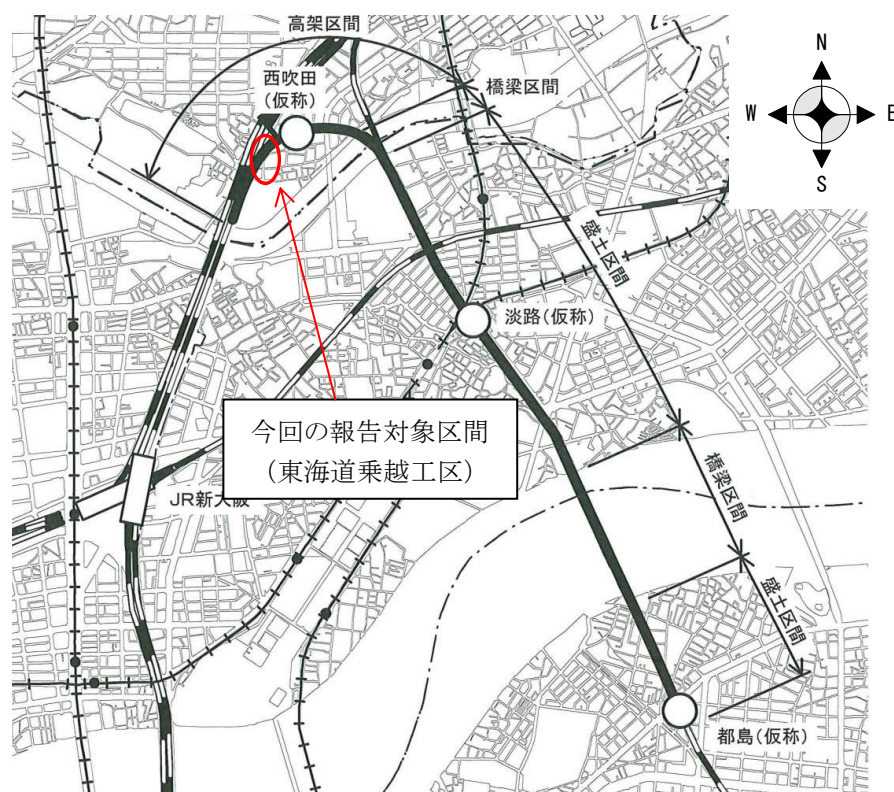 高架区間
西吹田
(仮称)
橋梁区間
N
W
E
S
盛土区間
淡路(仮称)
今回の報告対象区間
(東海道乗越工区)
JR新大阪
橋梁区間
盛土区間
都島(仮称)